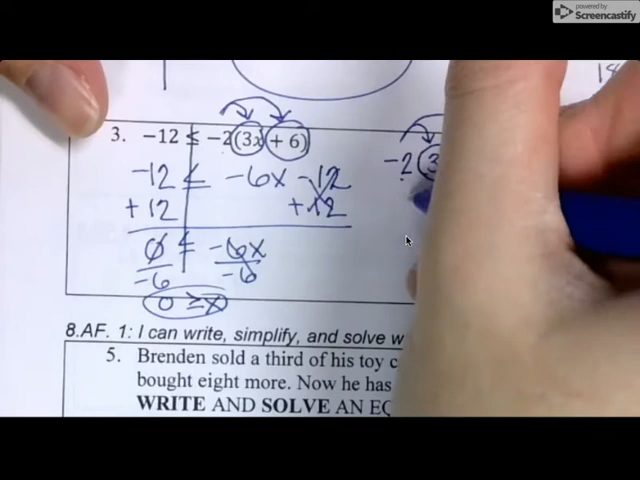 powered by
Screencastify
18
3. −12 ≤ −2(3x + 6)
−12 ≤ −6x −12
+12 +12
0 ≤ −6x
−6 −6
0 ≥ x
−2(3
8.AF. 1: I can write, simplify, and solve w
5. Brenden sold a third of his toy c
bought eight more. Now he has
WRITE AND SOLVE AN EQ